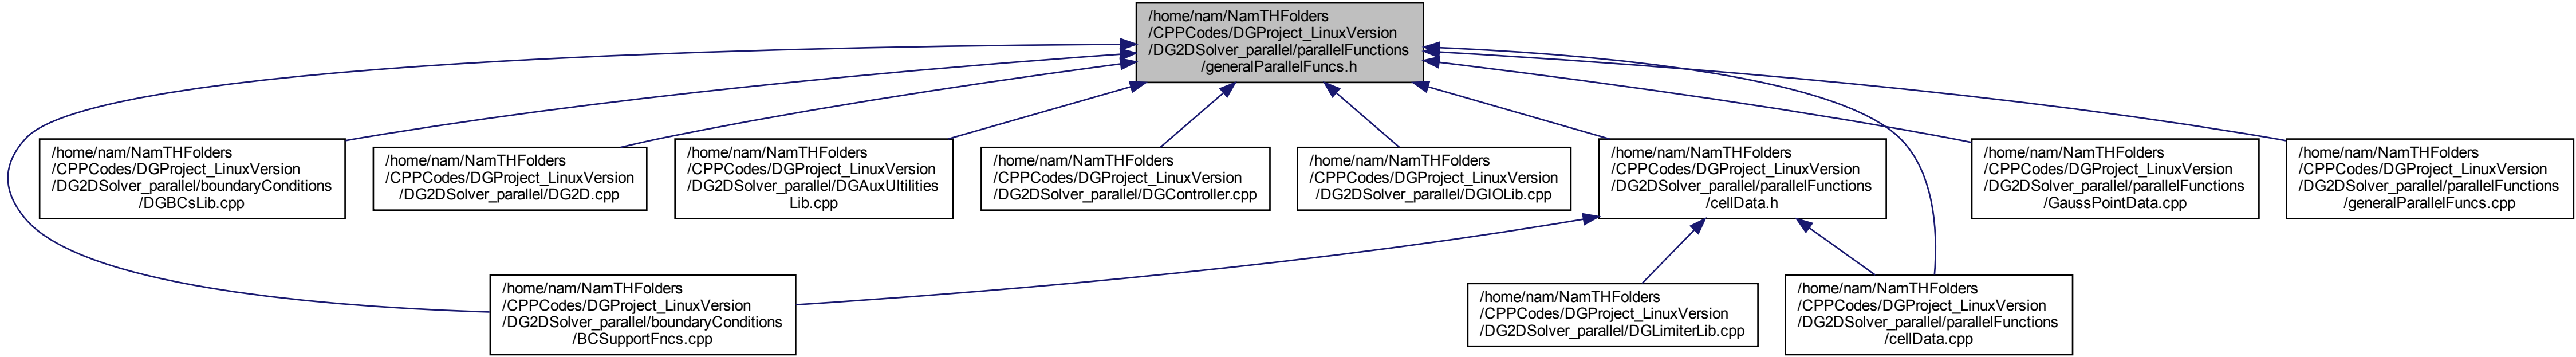 /home/nam/NamTHFolders
/CPPCodes/DGProject_LinuxVersion
/DG2DSolver_parallel/parallelFunctions
/generalParallelFuncs.h
/home/nam/NamTHFolders
/CPPCodes/DGProject_LinuxVersion
/DG2DSolver_parallel/boundaryConditions
/DGBCsLib.cpp
/home/nam/NamTHFolders
/CPPCodes/DGProject_LinuxVersion
/DG2DSolver_parallel/DG2D.cpp
/home/nam/NamTHFolders
/CPPCodes/DGProject_LinuxVersion
/DG2DSolver_parallel/DGAuxUltilities
Lib.cpp
/home/nam/NamTHFolders
/CPPCodes/DGProject_LinuxVersion
/DG2DSolver_parallel/DGController.cpp
/home/nam/NamTHFolders
/CPPCodes/DGProject_LinuxVersion
/DG2DSolver_parallel/DGIOLib.cpp
/home/nam/NamTHFolders
/CPPCodes/DGProject_LinuxVersion
/DG2DSolver_parallel/parallelFunctions
/cellData.h
/home/nam/NamTHFolders
/CPPCodes/DGProject_LinuxVersion
/DG2DSolver_parallel/parallelFunctions
/GaussPointData.cpp
/home/nam/NamTHFolders
/CPPCodes/DGProject_LinuxVersion
/DG2DSolver_parallel/parallelFunctions
/generalParallelFuncs.cpp
/home/nam/NamTHFolders
/CPPCodes/DGProject_LinuxVersion
/DG2DSolver_parallel/boundaryConditions
/BCSupportFncs.cpp
/home/nam/NamTHFolders
/CPPCodes/DGProject_LinuxVersion
/DG2DSolver_parallel/DGLimiterLib.cpp
/home/nam/NamTHFolders
/CPPCodes/DGProject_LinuxVersion
/DG2DSolver_parallel/parallelFunctions
/cellData.cpp